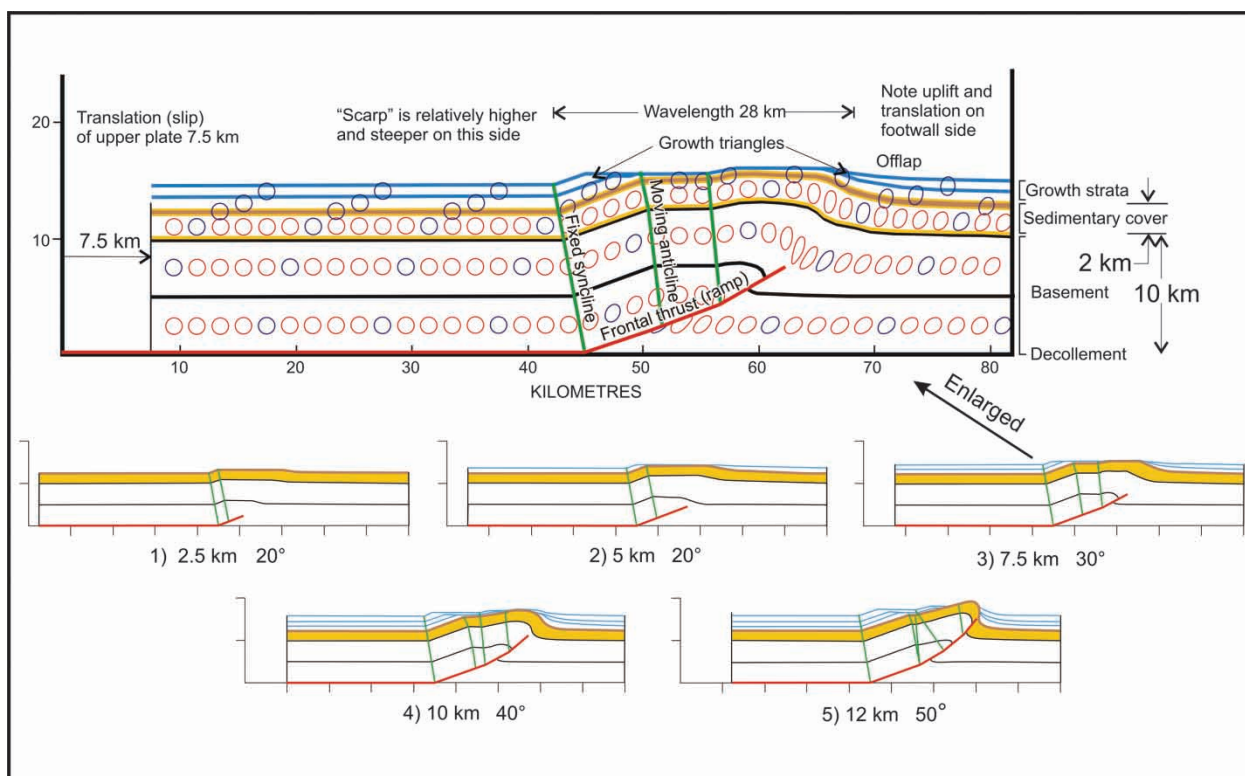 20
10
Translation (slip)
of upper plate 7.5 km
"Scarp" is relatively higher
and steeper on this side
Wavelength 28 km
Growth triangles
Note uplift and
translation on
footwall side
Offlap
Growth strata
Sedimentary cover
2 km
Basement
10 km
Decollement
7.5 km
Fixed syncline
Moving anticline
Frontal thrust (ramp)
10 20 30 40 50 60 70 80
KILOMETRES
Enlarged
1) 2.5 km 20°
2) 5 km 20°
3) 7.5 km 30°
4) 10 km 40°
5) 12 km 50°